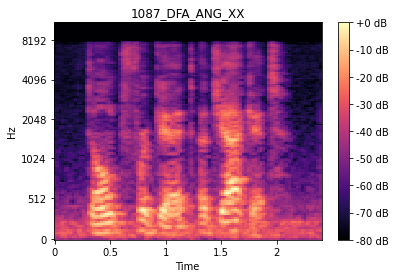 1087_DFA_ANG_XX
8192
4096
2048
1024
512
0
Hz
0
0.5
1
1.5
2
Time
+0 dB
-10 dB
-20 dB
-30 dB
-40 dB
-50 dB
-60 dB
-70 dB
-80 dB